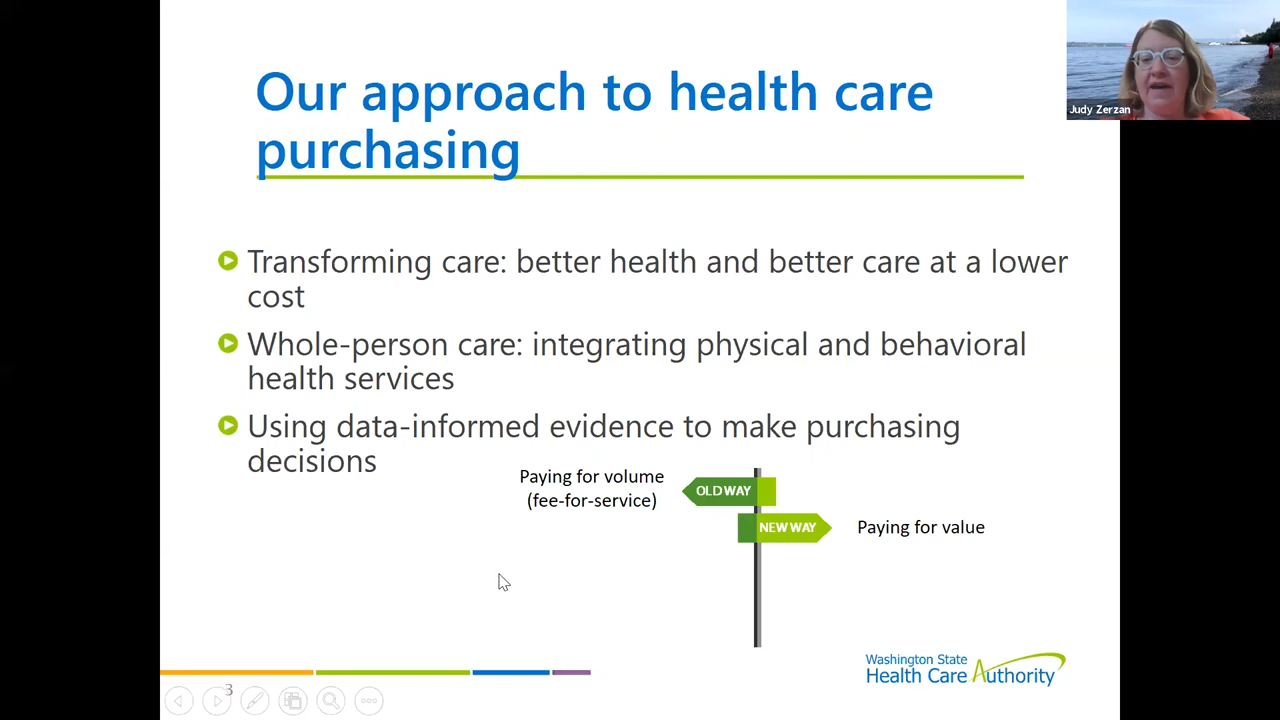 Our approach to health care
purchasing
Judy Zerzan
Transforming care: better health and better care at a lower
cost
Whole-person care: integrating physical and behavioral
health services
Using data-informed evidence to make purchasing
decisions
Paying for volume
(fee-for-service)
OLD WAY
NEW WAY
Paying for value
Washington State
Health Care Authority
3